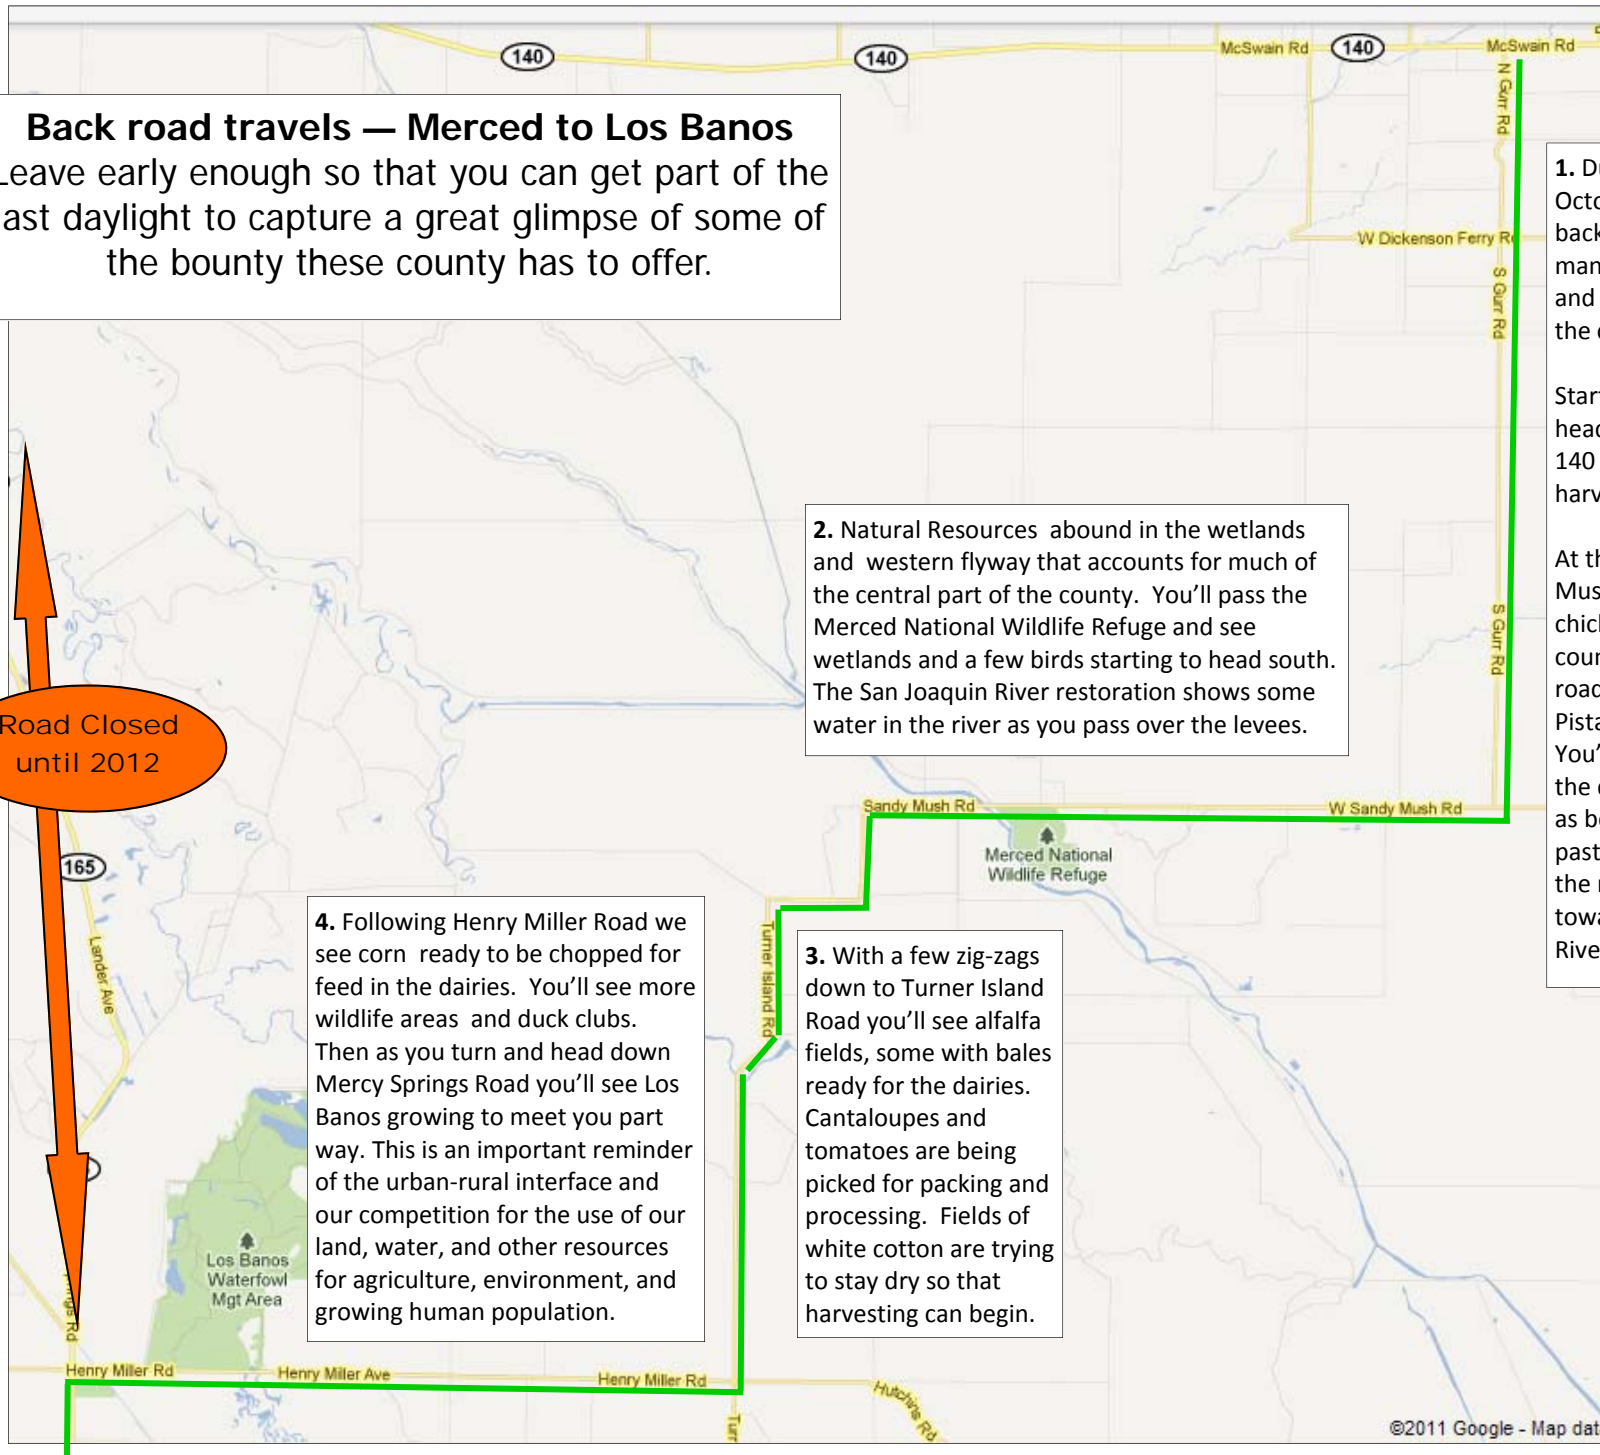 140
140
McSwain Rd
140
McSwain Rd
N Gurr Rd
Back road travels — Merced to Los Banos
Leave early enough so that you can get part of the
last daylight to capture a great glimpse of some of
the bounty these county has to offer.
W Dickenson Ferry R
S Gurr Rd
1.
back
and
the
140
At
You'
the
as
past
the
2. Natural Resources abound in the wetlands
and western flyway that accounts for much of
the central part of the county. You'll pass the
Merced National Wildlife Refuge and see
wetlands and a few birds starting to head south.
The San Joaquin River restoration shows some
water in the river as you pass over the levees.
S Gurr Rd
Road Closed
until 2012
Sandy Mush Rd
W Sandy Mush Rd
Merced National
Wildlife Refuge
165
Lander Ave
Turner Island Rd
4. Following Henry Miller Road we
see corn ready to be chopped for
feed in the dairies. You'll see more
wildlife areas and duck clubs.
Then as you turn and head down
Mercy Springs Road you'll see Los
Banos growing to meet you part
way. This is an important reminder
of the urban-rural interface and
our competition for the use of our
land, water, and other resources
for agriculture, environment, and
growing human population.
3. With a few zig-zags
down to Turner Island
Road you'll see alfalfa
fields, some with bales
ready for the dairies.
Cantaloupes and
tomatoes are being
picked for packing and
processing. Fields of
white cotton are trying
to stay dry so that
harvesting can begin.
Los Banos
Waterfowl
Mgt Area
Rd
Henry Miller Rd
Henry Miller Ave
Henry Miller Rd
Hutchins Rd
Turr
©2011 Google - Map dat